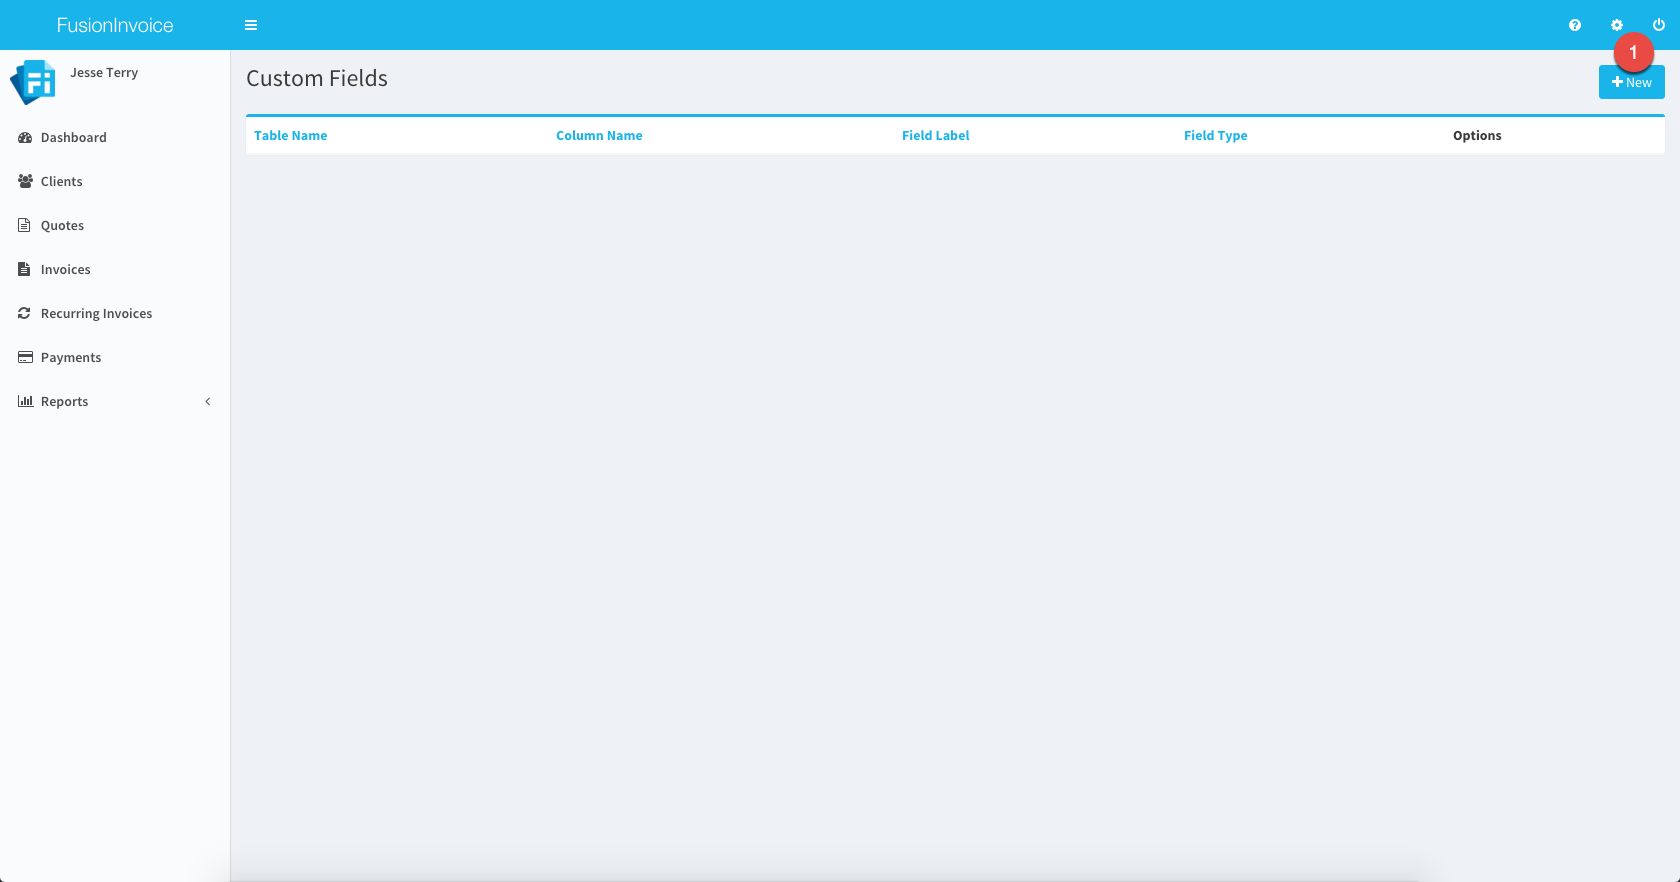 FusionInvoice
1
Jesse Terry
Custom Fields
New
Table Name Column Name Field Label Field Type Options
Dashboard
Clients
Quotes
Invoices
Recurring Invoices
Payments
Reports